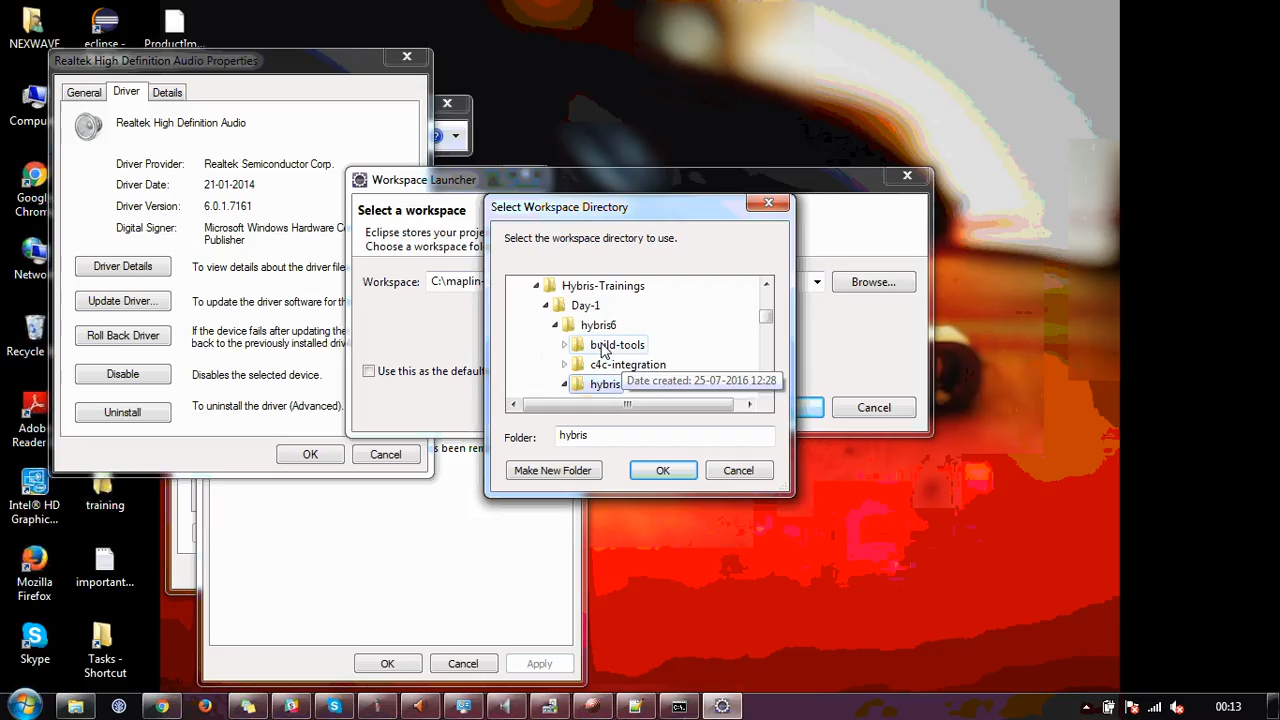 NEXWAVE
eclipse -
ProductIm...
Realtek High Definition Audio Properties
General
Driver
Details
Realtek High Definition Audio
Driver Provider:
Realtek Semiconductor Corp.
Driver Date:
21-01-2014
Driver Version:
6.0.1.7161
Digital Signer:
Microsoft Windows Hardware C
Publisher
Driver Details
To view details about the driver file
Update Driver...
To update the driver software for
Roll Back Driver
If the device fails after updating the
back to the previously installed drive
Disable
Disables the selected device.
Uninstall
To uninstall the driver (Advanced).
OK
Cancel
Workspace Launcher
Select a workspace
Eclipse stores your proje
Choose a workspace fol
Workspace:
C:\maplin-
Browse...
Use this as the default
Cancel
Select Workspace Directory
Select the workspace directory to use.
Hybris-Trainings
Day-1
hybris6
build-tools
c4c-integration
hybris
Date created: 25-07-2016 12:28
Folder:
hybris
Make New Folder
OK
Cancel
s been rem
OK
Cancel
Apply
Compu
Google
Chrom
Netwo
Recycle
Adob
Reader
Intel® HD
Graphic...
training
Mozilla
Firefox
important...
Skype
Tasks -
Shortcut
00:13